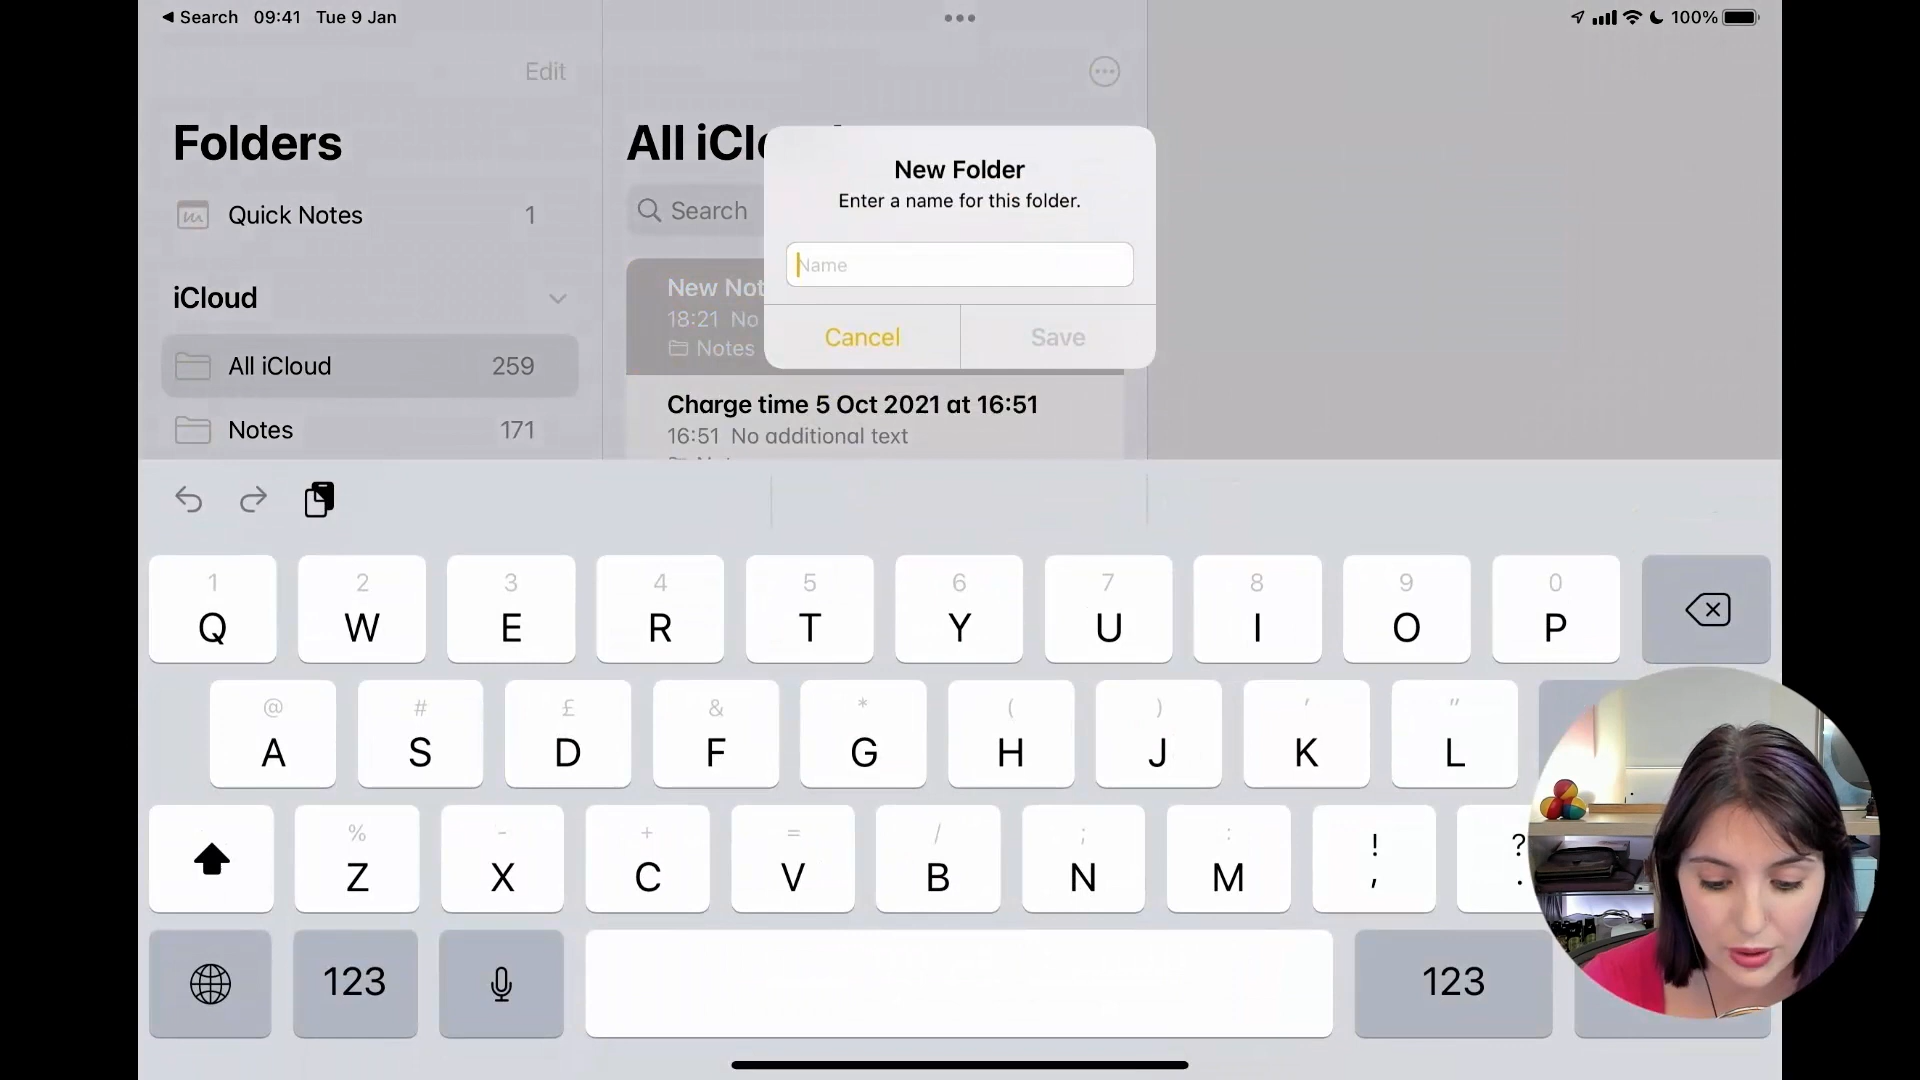 ◀ Search 09:41 Tue 9 Jan
100%
Edit
Folders
Quick Notes 1
iCloud
All iCloud 259
Notes 171
All iCl
Search
New Not
18:21 No
Notes
Charge time 5 Oct 2021 at 16:51
16:51 No additional text
New Folder
Enter a name for this folder.
Name
Cancel Save
1 2 3 4 5 6 7 8 9 0
Q W E R T Y U I O P
@ # £ & * ( ) ' "
A S D F G H J K L
% - + = / ; : ! ?
Z X C V B N M , .
123 123